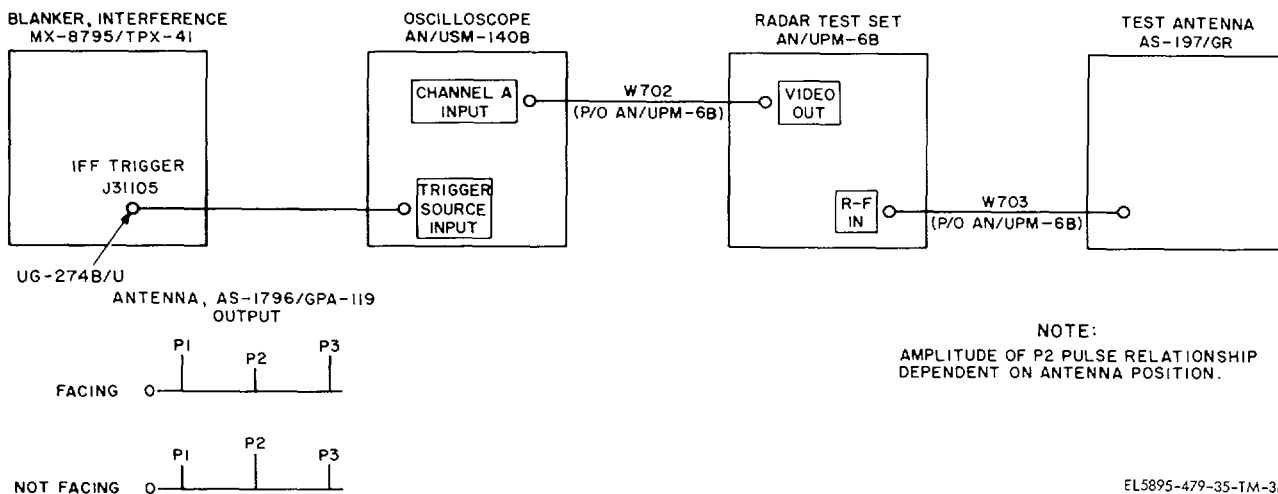 BLANKER, INTERFERENCE
MX-8795/TPX-41
OSCILLOSCOPE
AN/USM-140B
RADAR TEST SET
AN/UPM-6B
TEST ANTENNA
AS-197/GR
CHANNEL A
INPUT
W702
(P/O AN/UPM-6B)
VIDEO
OUT
IFF TRIGGER
J31105
TRIGGER
SOURCE
INPUT
R-F
IN
W703
(P/O AN/UPM-6B)
UG-274B/U
ANTENNA, AS-1796/GPA-119
OUTPUT
P1
P2
P3
FACING 0
NOTE:
AMPLITUDE OF P2 PULSE RELATIONSHIP
DEPENDENT ON ANTENNA POSITION.
P1
P2
P3
NOT FACING 0